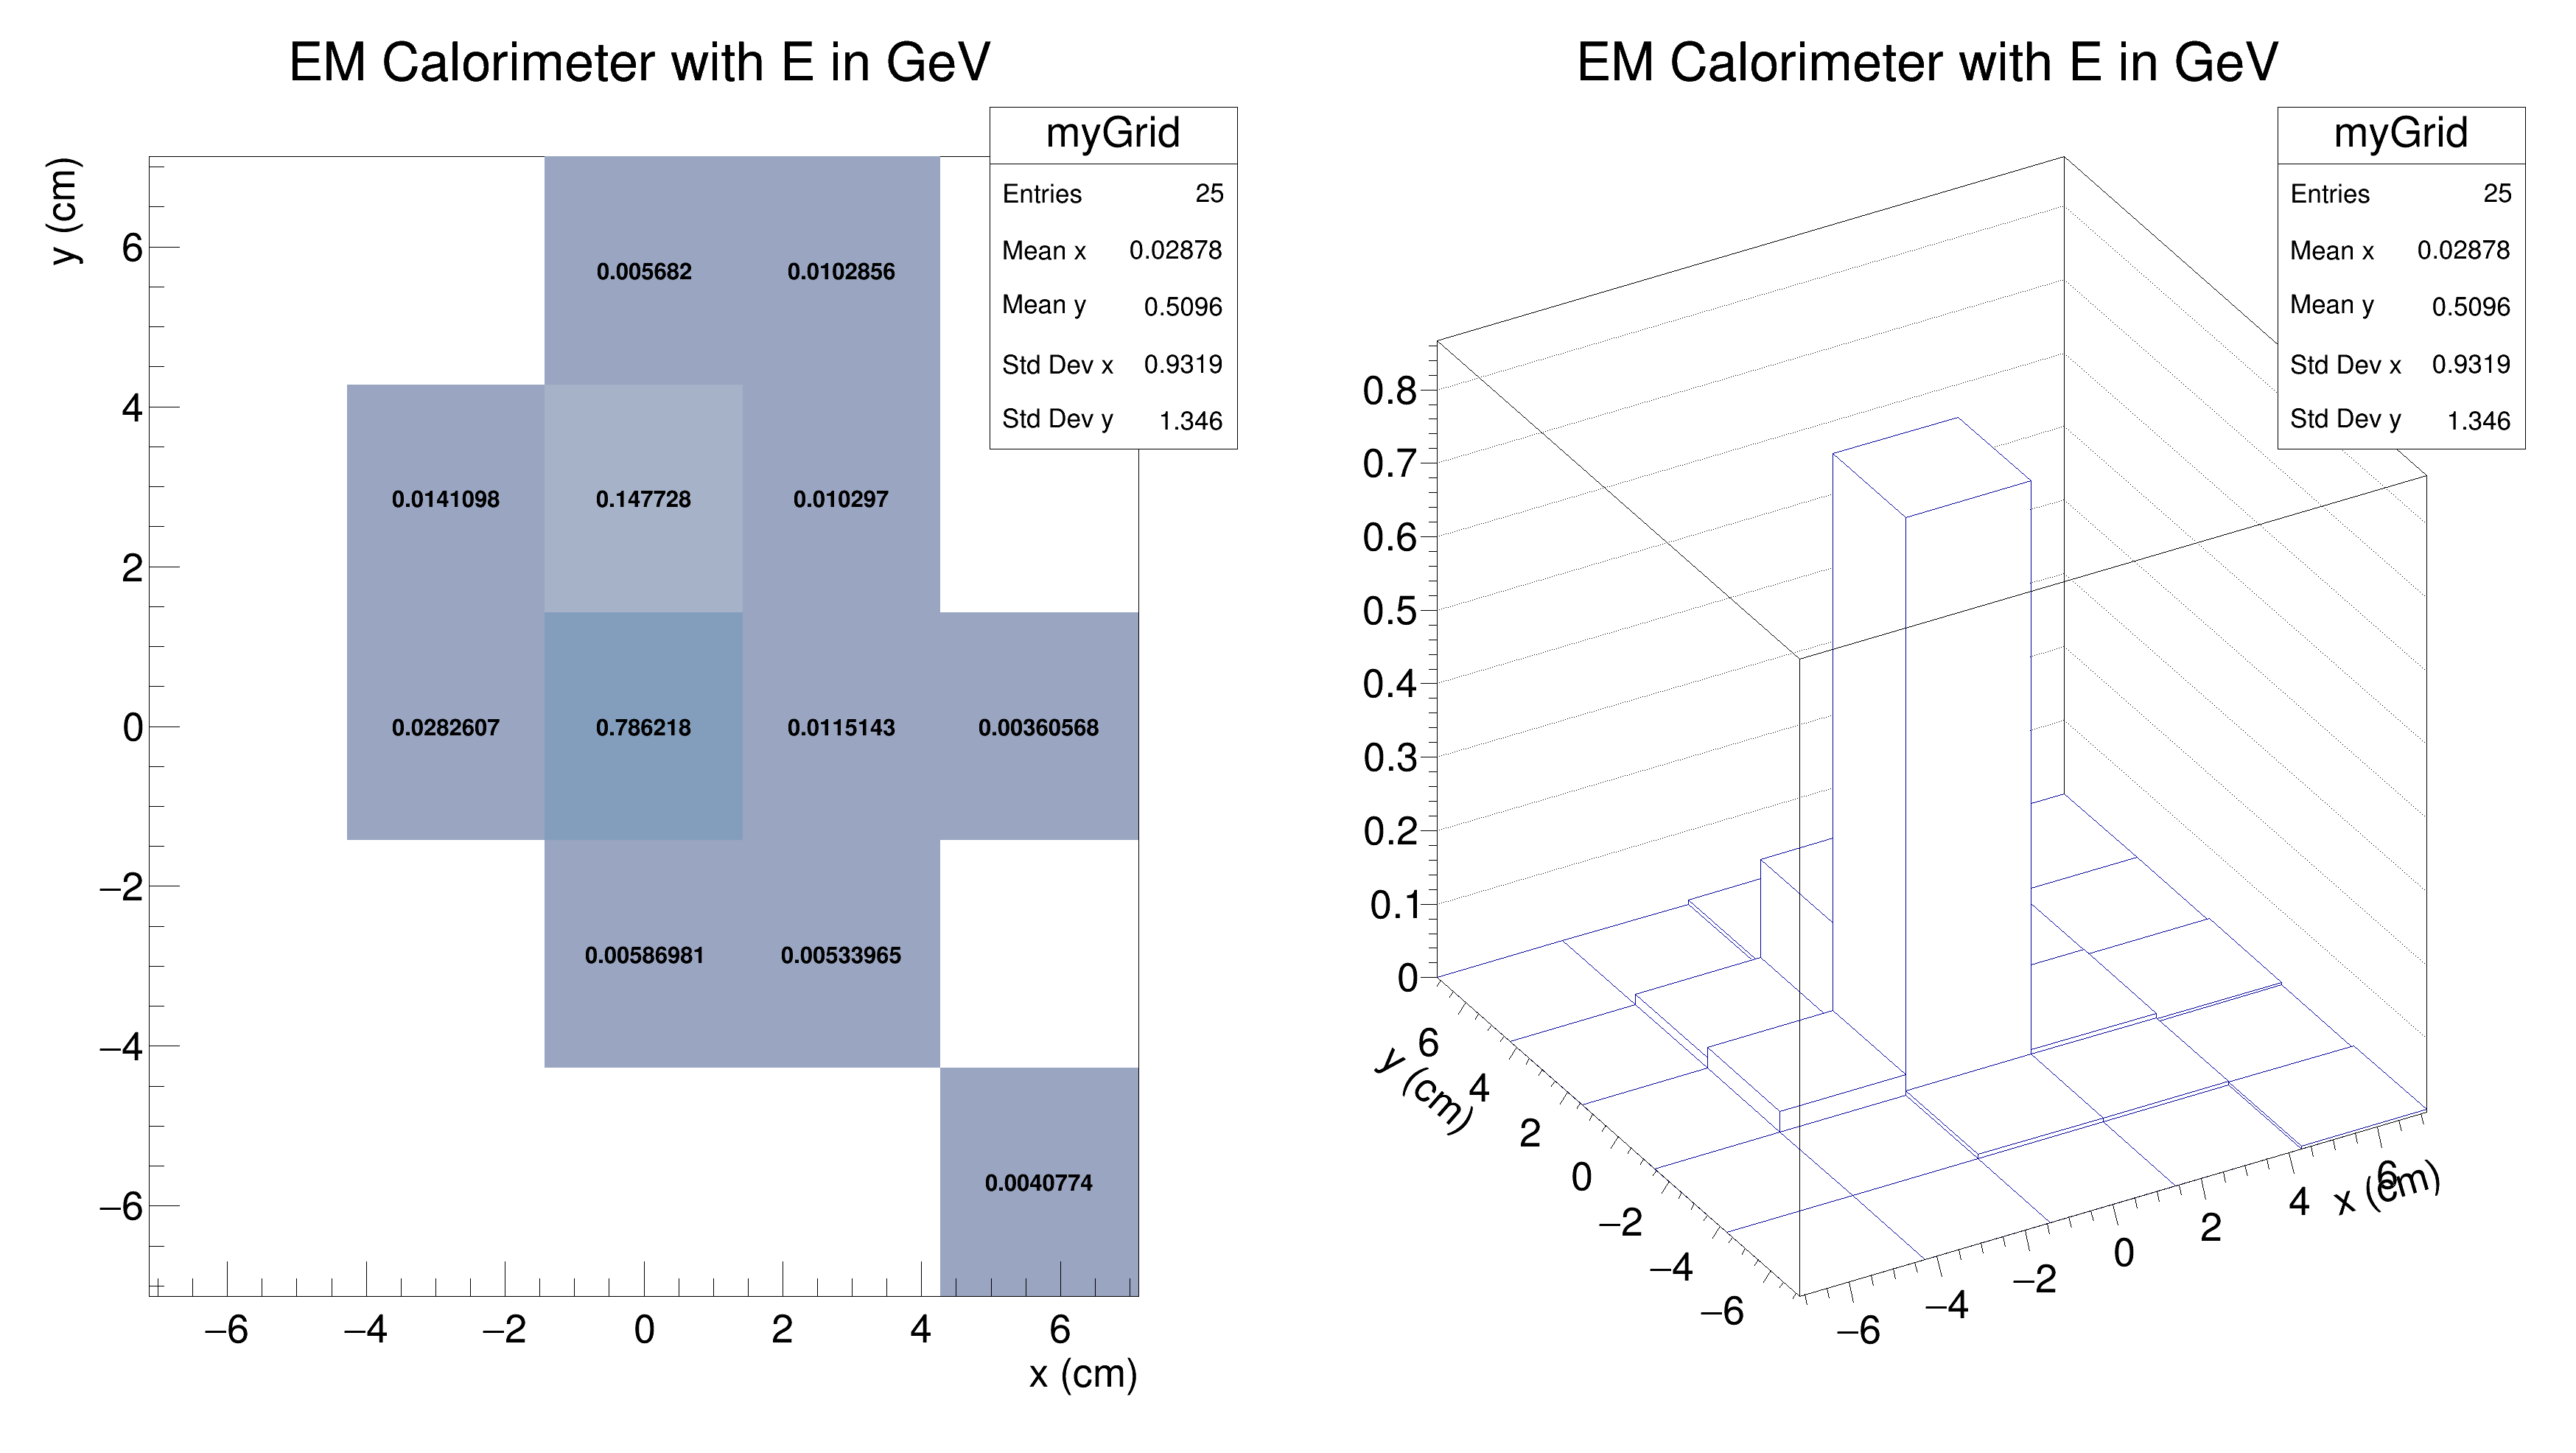 EM Calorimeter with E in GeV
myGrid
Entries 25
Mean x 0.02878
Mean y 0.5096
Std Dev x 0.9319
Std Dev y 1.346
y (cm)
6
4
2
0
−2
−4
−6
0.005682 0.0102856
0.0141098 0.147728 0.010297
0.0282607 0.786218 0.0115143 0.00360568
0.00586981 0.00533965
0.0040774
−6 −4 −2 0 2 4 6
x (cm)
EM Calorimeter with E in GeV
myGrid
Entries 25
Mean x 0.02878
Mean y 0.5096
Std Dev x 0.9319
Std Dev y 1.346
0.8
0.7
0.6
0.5
0.4
0.3
0.2
0.1
0
6
4
2
0
−2
−4
−6
y (cm)
−6 −4 −2 0 2 4 6
x (cm)